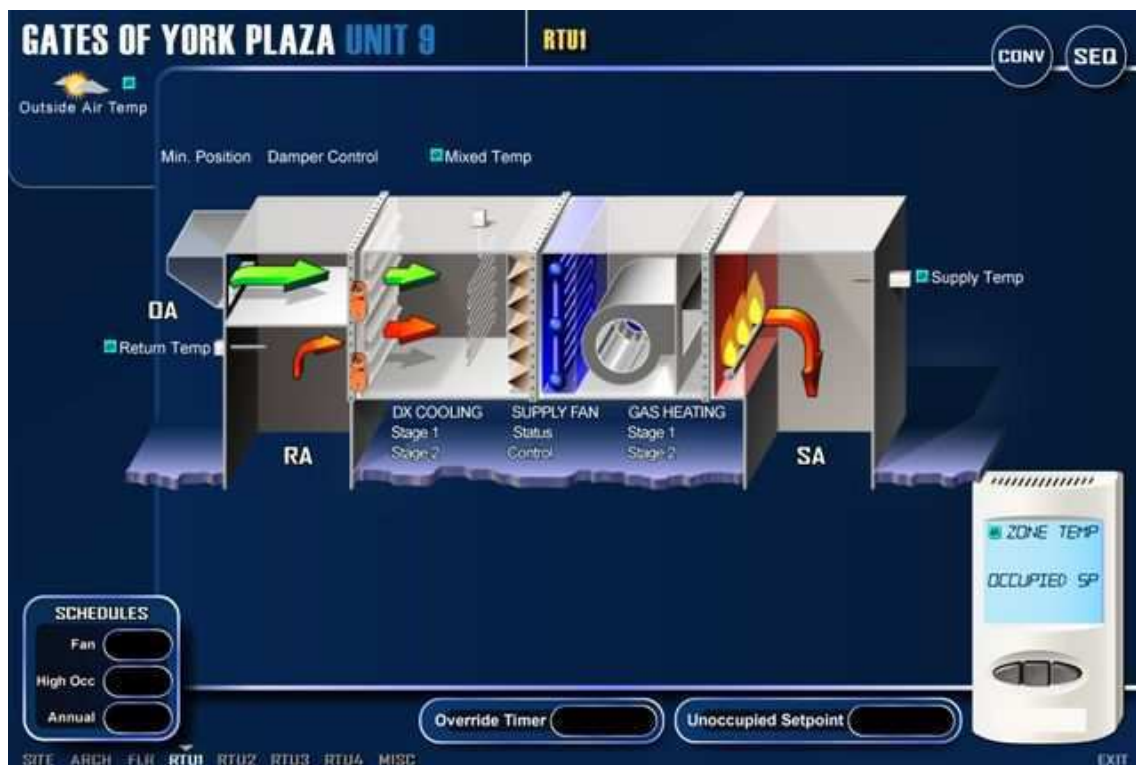 GATES OF YORK PLAZA UNIT 9
RTU1
CONV
SEQ
Outside Air Temp
Min. Position Damper Control Mixed Temp
OA
Supply Temp
Return Temp
DX COOLING SUPPLY FAN GAS HEATING
Stage 1 Status Stage 1
Stage 2 Control Stage 2
RA
SA
ZONE TEMP
OCCUPIED SP
SCHEDULES
Fan
High Occ
Annual
Override Timer
Unoccupied Setpoint
SITE ARCH FLR RTU1 RTU2 RTU3 RTU4 MISC EXIT